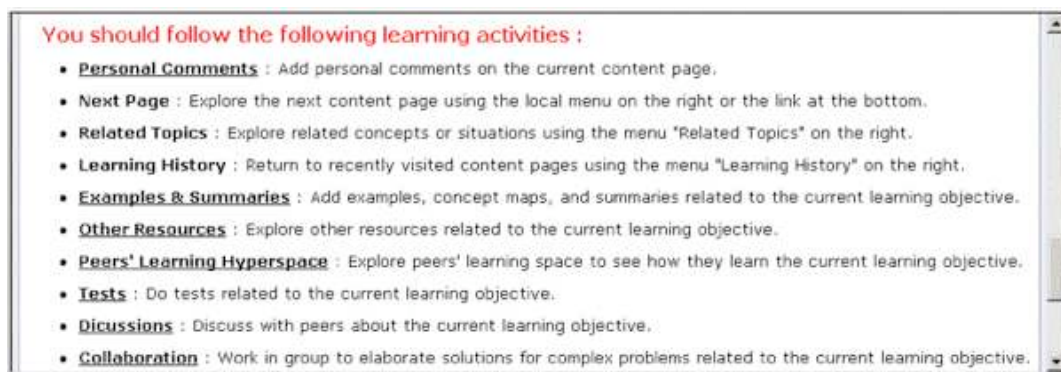 You should follow the following learning activities :
• Personal Comments : Add personal comments on the current content page.
• Next Page : Explore the next content page using the local menu on the right or the link at the bottom.
• Related Topics : Explore related concepts or situations using the menu "Related Topics" on the right.
• Learning History : Return to recently visited content pages using the menu "Learning History" on the right.
• Examples & Summaries : Add examples, concept maps, and summaries related to the current learning objective.
• Other Resources : Explore other resources related to the current learning objective.
• Peers' Learning Hyperspace : Explore peers' learning space to see how they learn the current learning objective.
• Tests : Do tests related to the current learning objective.
• Dicussions : Discuss with peers about the current learning objective.
• Collaboration : Work in group to elaborate solutions for complex problems related to the current learning objective.